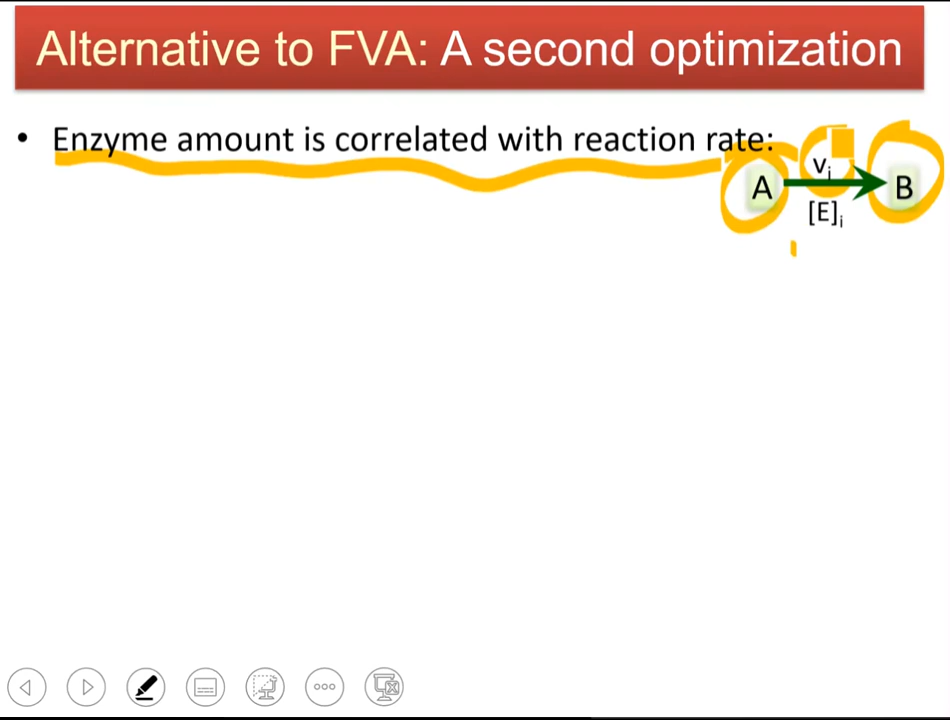 Alternative to FVA: A second optimization
• Enzyme amount is correlated with reaction rate:
vi
A B
[E]i